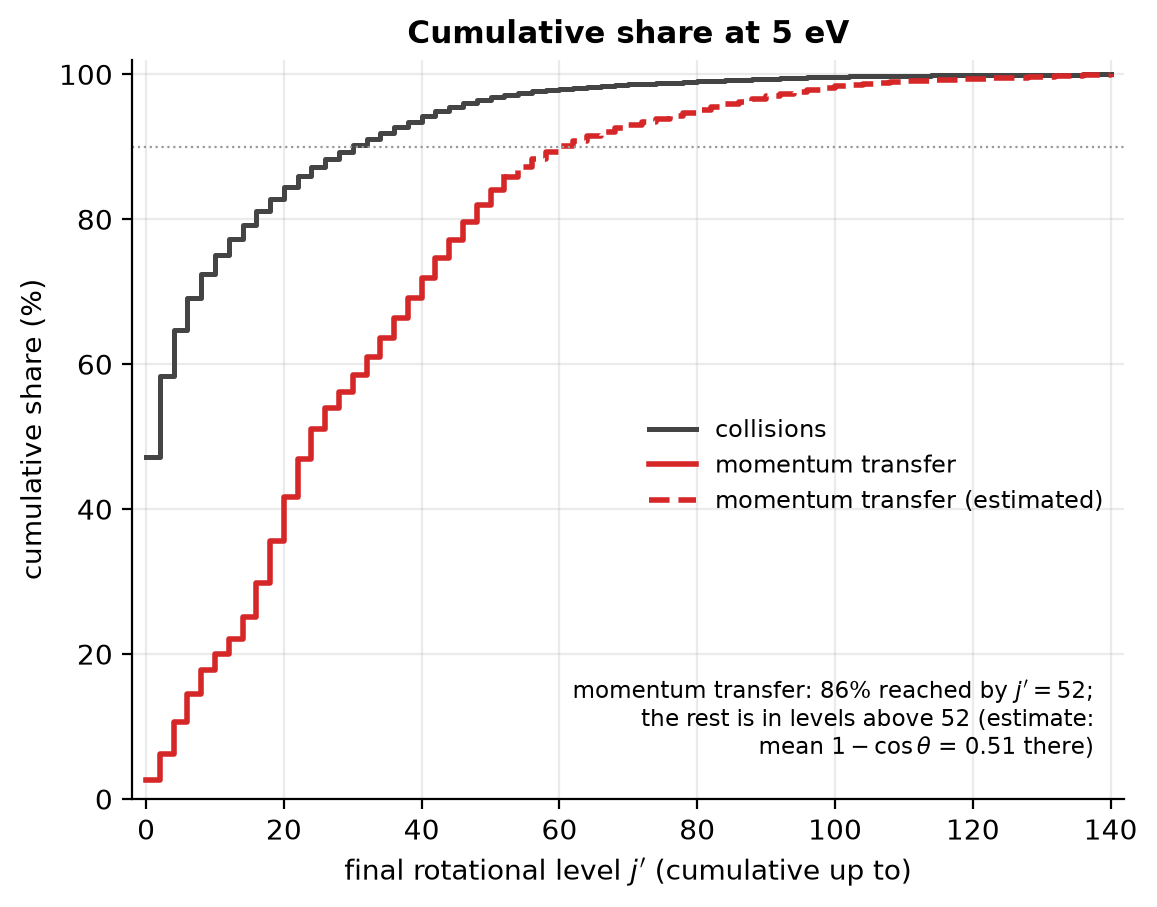 Cumulative share at 5 eV
100
80
60
40
20
0
cumulative share (%)
collisions
momentum transfer
momentum transfer (estimated)
momentum transfer: 86% reached by j′ = 52;
the rest is in levels above 52 (estimate:
mean 1 − cos θ = 0.51 there)
0 20 40 60 80 100 120 140
final rotational level j′ (cumulative up to)